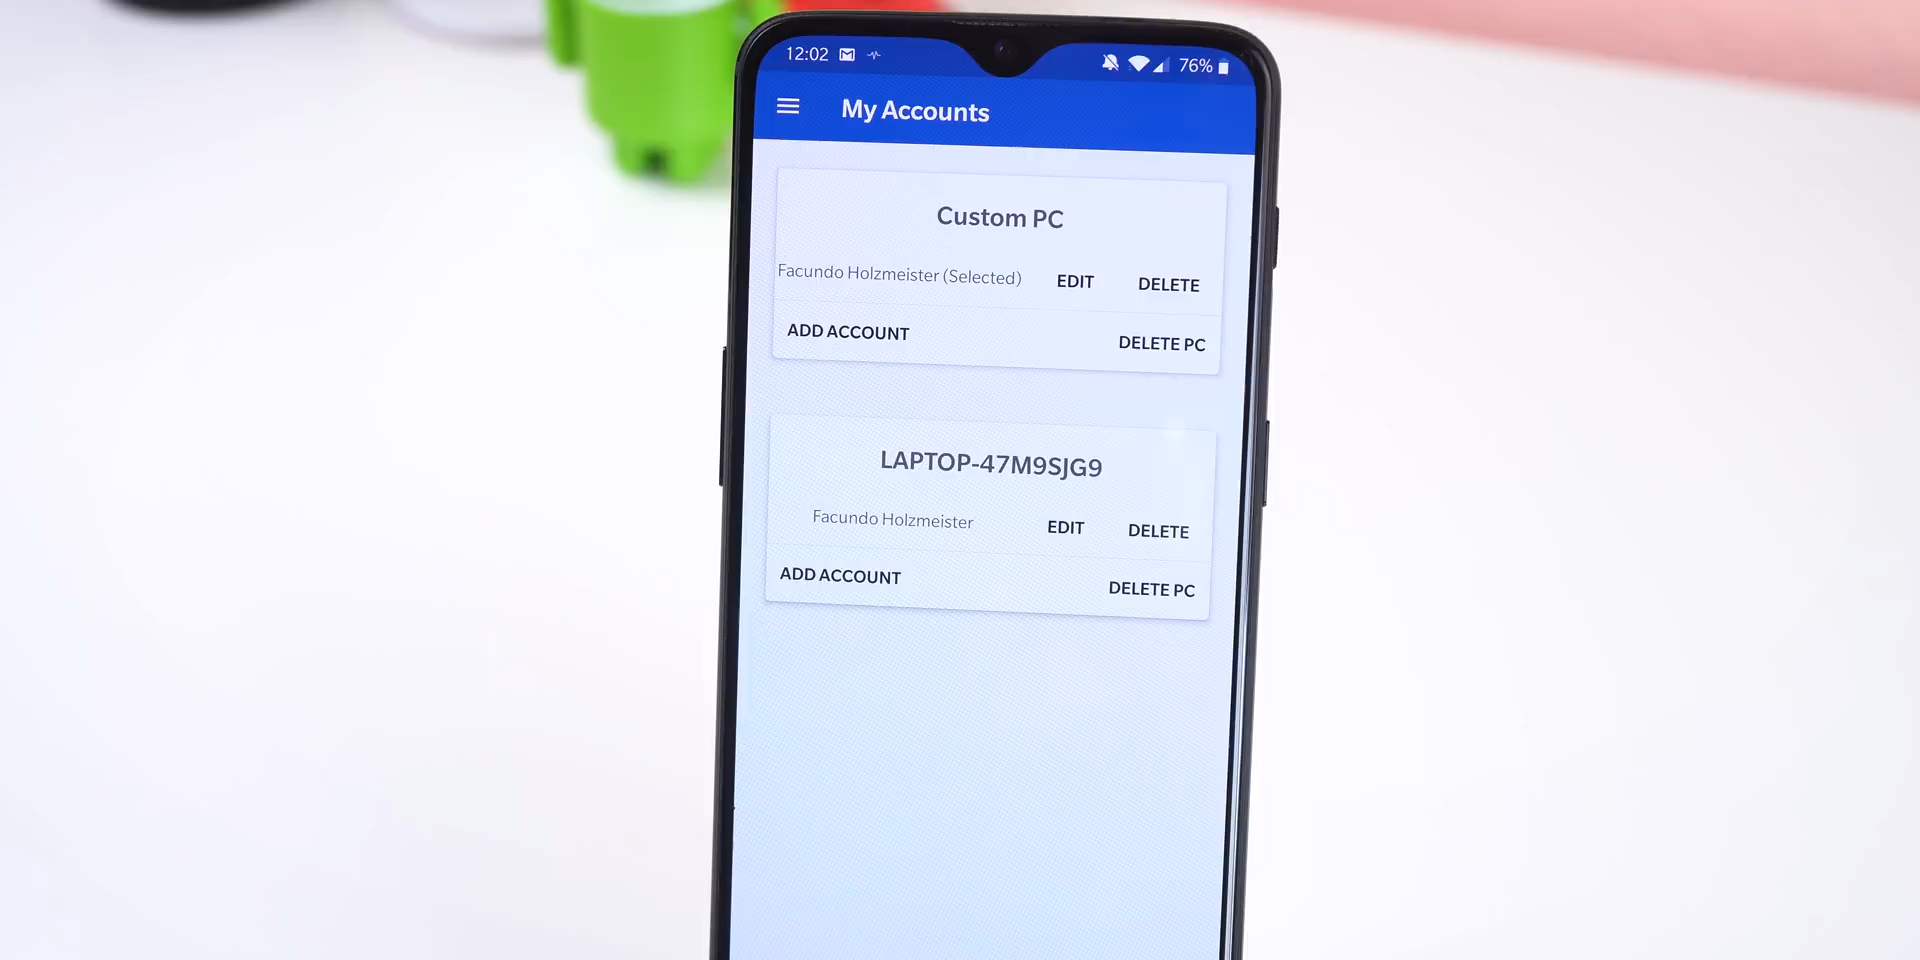 12:02 76%
My Accounts
Custom PC
Facundo Holzmeister (Selected) EDIT DELETE
ADD ACCOUNT DELETE PC
LAPTOP-47M9SJG9
Facundo Holzmeister EDIT DELETE
ADD ACCOUNT DELETE PC